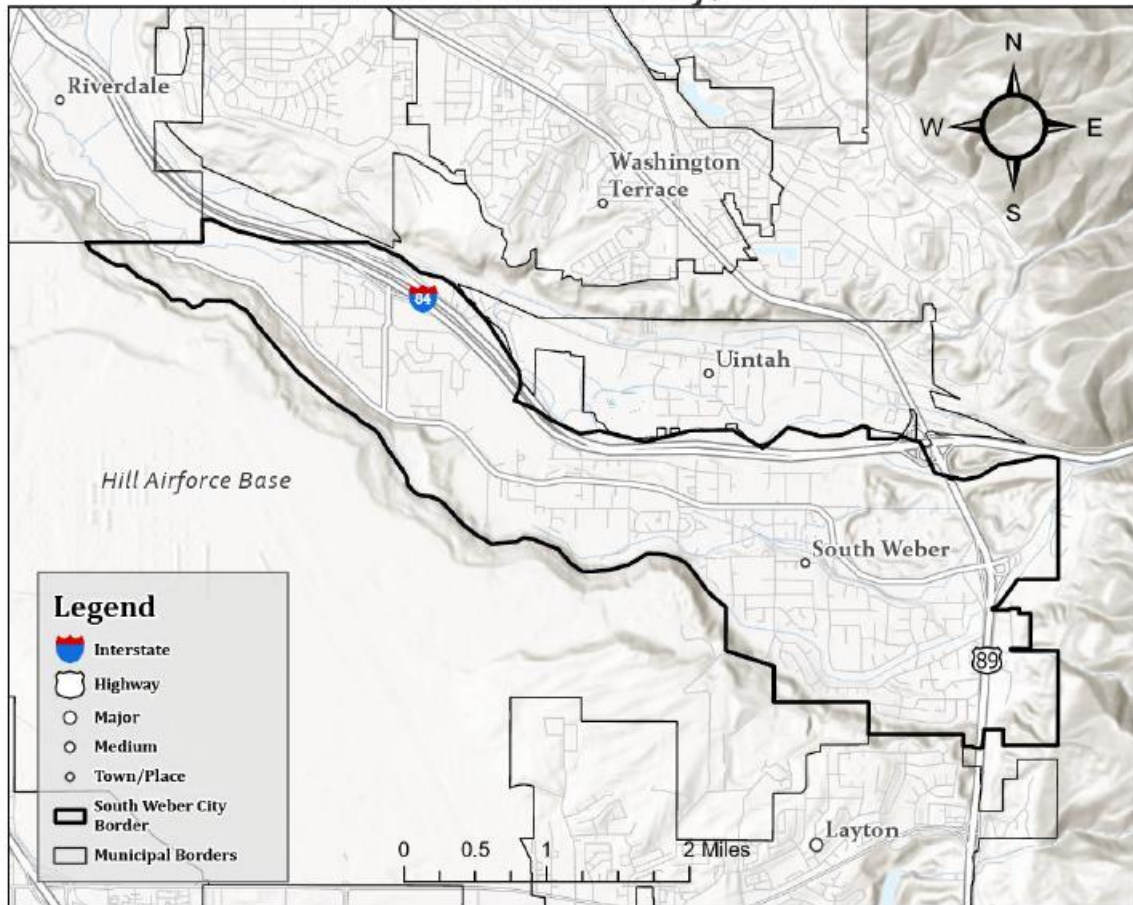 N
W
E
S
Riverdale
Washington
Terrace
84
Uintah
Hill Airforce Base
South Weber
Legend
Interstate
Highway
Major
Medium
Town/Place
South Weber City
Border
Municipal Borders
89
Layton
0 0.5 1 2 Miles